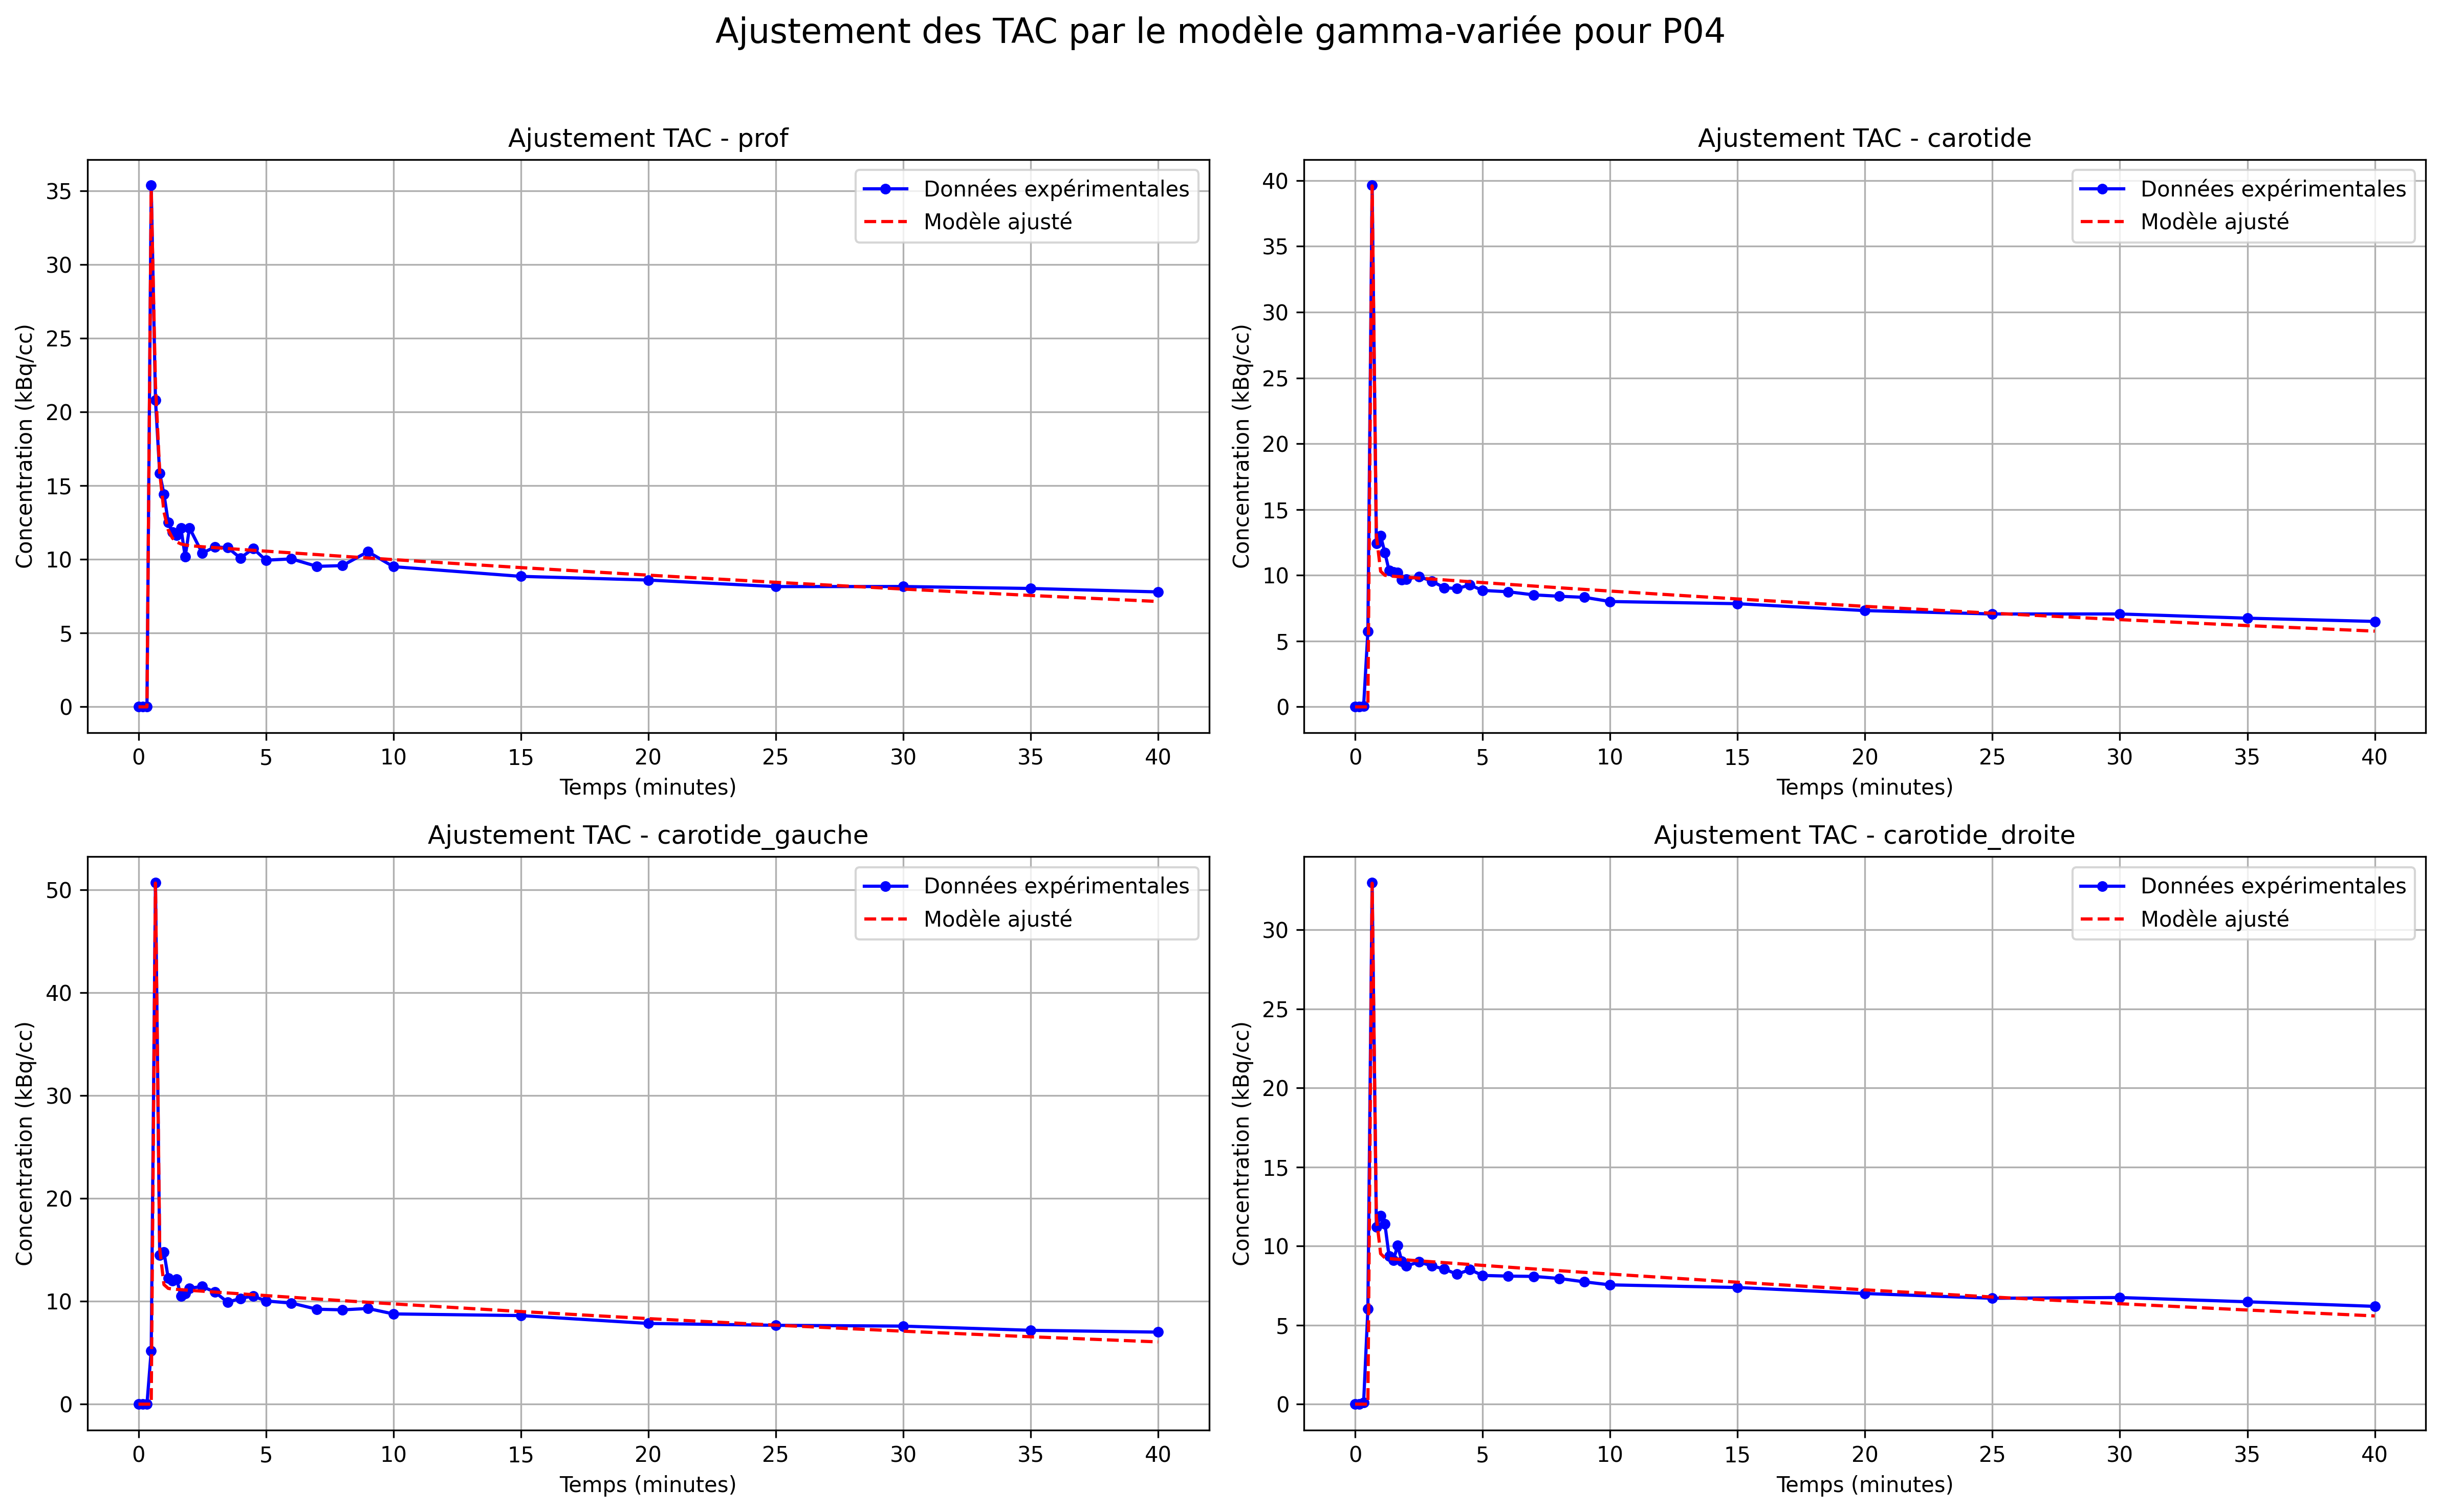 Ajustement des TAC par le modèle gamma-variée pour P04
Ajustement TAC - prof
Concentration (kBq/cc)
35
30
25
20
15
10
5
0
Données expérimentales
Modèle ajusté
0 5 10 15 20 25 30 35 40
Temps (minutes)
Ajustement TAC - carotide
Concentration (kBq/cc)
40
35
30
25
20
15
10
5
0
Données expérimentales
Modèle ajusté
0 5 10 15 20 25 30 35 40
Temps (minutes)
Ajustement TAC - carotide_gauche
Concentration (kBq/cc)
50
40
30
20
10
0
Données expérimentales
Modèle ajusté
0 5 10 15 20 25 30 35 40
Temps (minutes)
Ajustement TAC - carotide_droite
Concentration (kBq/cc)
30
25
20
15
10
5
0
Données expérimentales
Modèle ajusté
0 5 10 15 20 25 30 35 40
Temps (minutes)